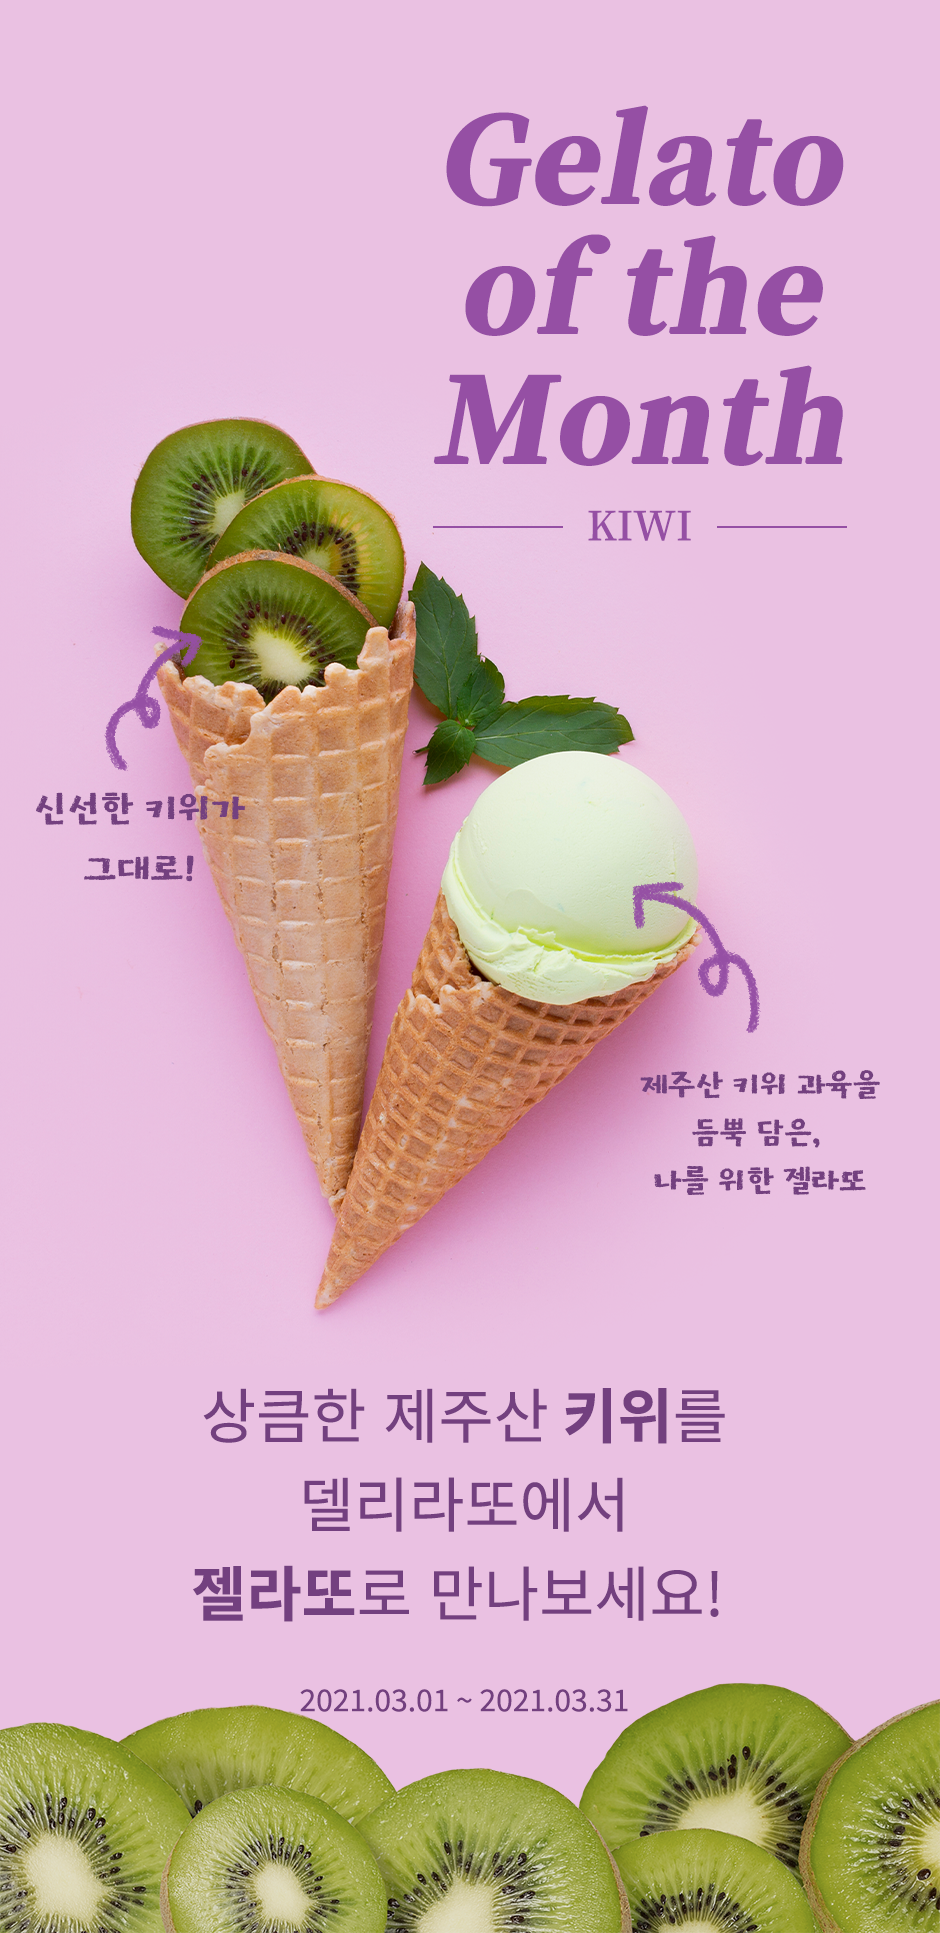 Gelato
of the
Month
KIWI
신선한 키위가
그대로!
제주산 키위 과육을
듬뿍 담은,
나를 위한 젤라또
상큼한 제주산 키위를
델리라또에서
젤라또로 만나보세요!
2021.03.01 ~ 2021.03.31